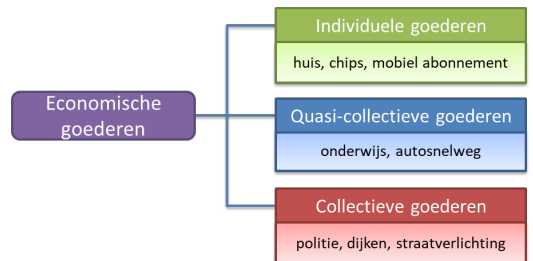 Economische
goederen
Individuele goederen
huis, chips, mobiel abonnement
Quasi-collectieve goederen
onderwijs, autosnelweg
Collectieve goederen
politie, dijken, straatverlichting